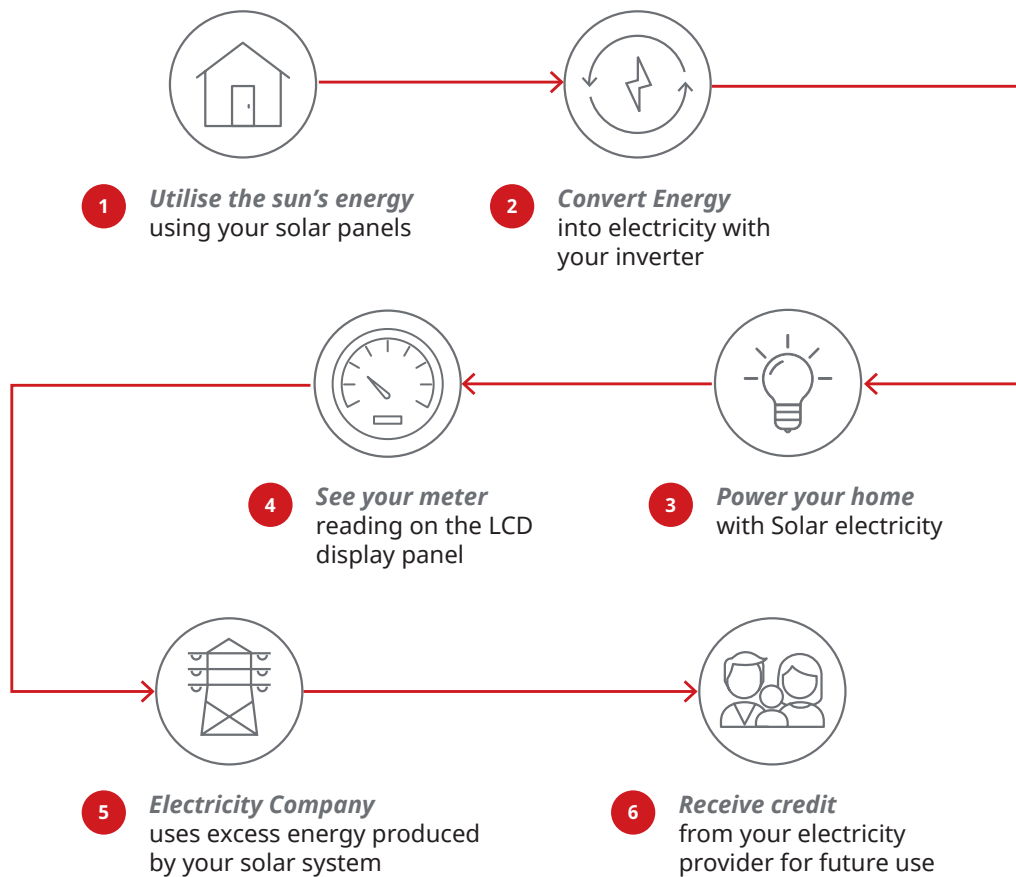 1
Utilise the sun's energy
using your solar panels
2
Convert Energy
into electricity with
your inverter
3
Power your home
with Solar electricity
4
See your meter
reading on the LCD
display panel
5
Electricity Company
uses excess energy produced
by your solar system
6
Receive credit
from your electricity
provider for future use